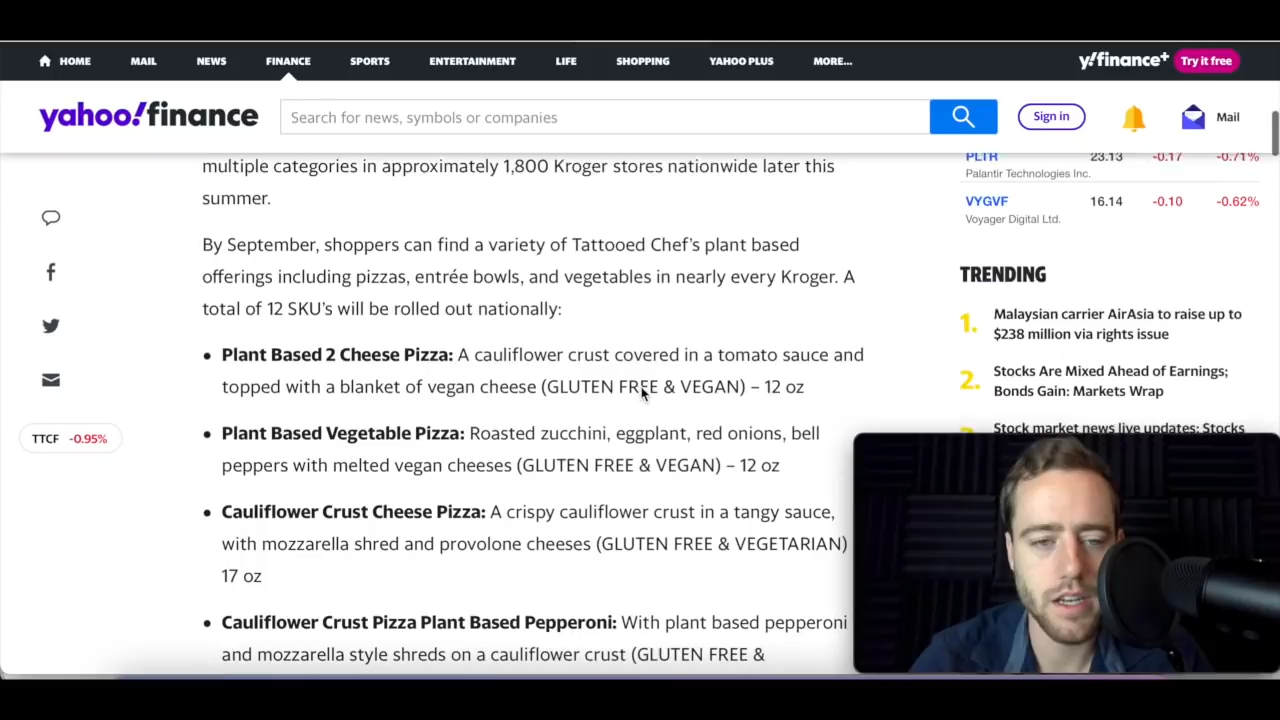 HOME MAIL NEWS FINANCE SPORTS ENTERTAINMENT LIFE SHOPPING YAHOO PLUS MORE... y!finance+ Try it free
yahoo!finance Search for news, symbols or companies Sign in Mail
multiple categories in approximately 1,800 Kroger stores nationwide later this
summer.
By September, shoppers can find a variety of Tattooed Chef's plant based
offerings including pizzas, entrée bowls, and vegetables in nearly every Kroger. A
total of 12 SKU's will be rolled out nationally:
• Plant Based 2 Cheese Pizza: A cauliflower crust covered in a tomato sauce and
topped with a blanket of vegan cheese (GLUTEN FREE & VEGAN) – 12 oz
• Plant Based Vegetable Pizza: Roasted zucchini, eggplant, red onions, bell
peppers with melted vegan cheeses (GLUTEN FREE & VEGAN) – 12 oz
• Cauliflower Crust Cheese Pizza: A crispy cauliflower crust in a tangy sauce,
with mozzarella shred and provolone cheeses (GLUTEN FREE & VEGETARIAN)
17 oz
• Cauliflower Crust Pizza Plant Based Pepperoni: With plant based pepperoni
and mozzarella style shreds on a cauliflower crust (GLUTEN FREE &
TTCF -0.95%
PLTR 23.13 -0.17 -0.71%
Palantir Technologies Inc.
VYGVF 16.14 -0.10 -0.62%
Voyager Digital Ltd.
TRENDING
1. Malaysian carrier AirAsia to raise up to
$238 million via rights issue
2. Stocks Are Mixed Ahead of Earnings;
Bonds Gain: Markets Wrap
Stock market news live updates: Stocks